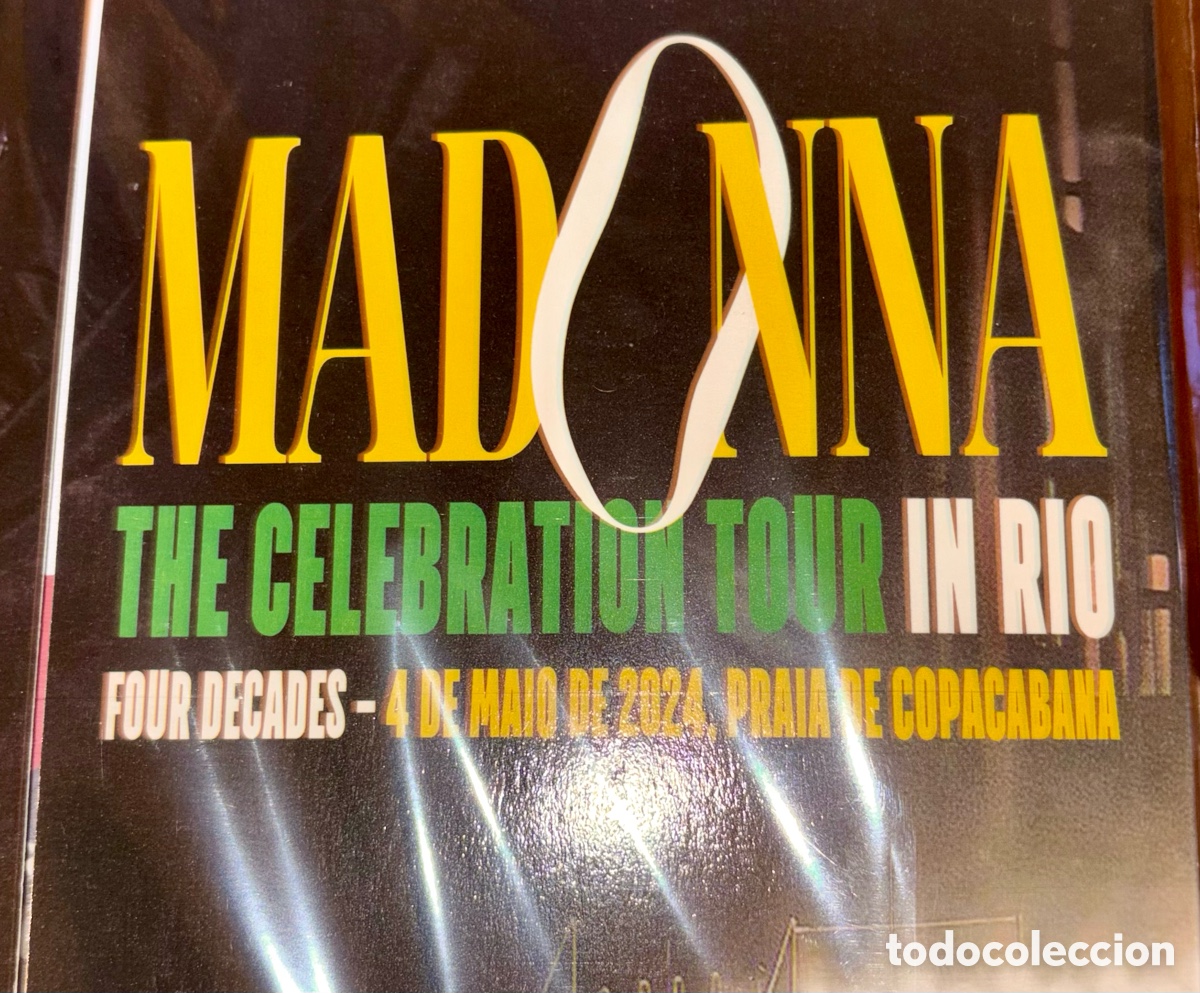 MADONNA
THE CELEBRATION TOUR IN RIO
FOUR DECADES – 4 DE MAIO DE 2024, PRAIA DE COPACABANA
todocoleccion